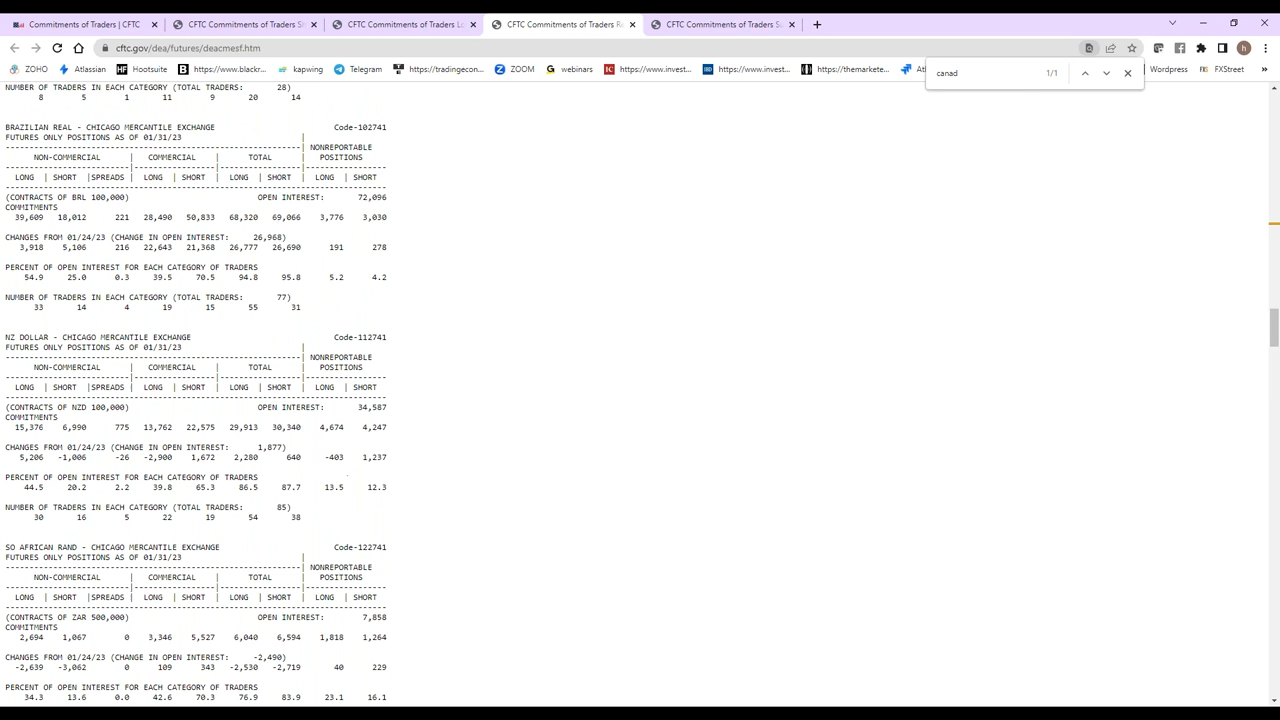 Commitments of Traders | CFTC
CFTC Commitments of Traders Sh
CFTC Commitments of Traders Lo
CFTC Commitments of Traders Re
CFTC Commitments of Traders Su
cftc.gov/dea/futures/deacmesf.htm
ZOHO Atlassian Hootsuite https://www.blackr... kapwing Telegram https://tradingecon... ZOOM webinars https://www.invest... https://www.invest... https://themarkete... Atl Wordpress FXStreet
canad 1/1
NUMBER OF TRADERS IN EACH CATEGORY (TOTAL TRADERS: 28)
8 5 1 11 9 20 14
BRAZILIAN REAL - CHICAGO MERCANTILE EXCHANGE Code-102741
FUTURES ONLY POSITIONS AS OF 01/31/23 |
--------------------------------------------------------------| NONREPORTABLE
NON-COMMERCIAL | COMMERCIAL | TOTAL | POSITIONS
--------------------------|-----------------|-----------------|-----------------
LONG | SHORT |SPREADS | LONG | SHORT | LONG | SHORT | LONG | SHORT
--------------------------------------------------------------------------------
(CONTRACTS OF BRL 100,000) OPEN INTEREST: 72,096
COMMITMENTS
39,609 18,012 221 28,490 50,833 68,320 69,066 3,776 3,030
CHANGES FROM 01/24/23 (CHANGE IN OPEN INTEREST: 26,968)
3,918 5,106 216 22,643 21,368 26,777 26,690 191 278
PERCENT OF OPEN INTEREST FOR EACH CATEGORY OF TRADERS
54.9 25.0 0.3 39.5 70.5 94.8 95.8 5.2 4.2
NUMBER OF TRADERS IN EACH CATEGORY (TOTAL TRADERS: 77)
33 14 4 19 15 55 31
NZ DOLLAR - CHICAGO MERCANTILE EXCHANGE Code-112741
FUTURES ONLY POSITIONS AS OF 01/31/23 |
--------------------------------------------------------------| NONREPORTABLE
NON-COMMERCIAL | COMMERCIAL | TOTAL | POSITIONS
--------------------------|-----------------|-----------------|-----------------
LONG | SHORT |SPREADS | LONG | SHORT | LONG | SHORT | LONG | SHORT
--------------------------------------------------------------------------------
(CONTRACTS OF NZD 100,000) OPEN INTEREST: 34,587
COMMITMENTS
15,376 6,990 775 13,762 22,575 29,913 30,340 4,674 4,247
CHANGES FROM 01/24/23 (CHANGE IN OPEN INTEREST: 1,877)
5,206 -1,006 -26 -2,900 1,672 2,280 640 -403 1,237
PERCENT OF OPEN INTEREST FOR EACH CATEGORY OF TRADERS
44.5 20.2 2.2 39.8 65.3 86.5 87.7 13.5 12.3
NUMBER OF TRADERS IN EACH CATEGORY (TOTAL TRADERS: 85)
30 16 5 22 19 54 38
SO AFRICAN RAND - CHICAGO MERCANTILE EXCHANGE Code-122741
FUTURES ONLY POSITIONS AS OF 01/31/23 |
--------------------------------------------------------------| NONREPORTABLE
NON-COMMERCIAL | COMMERCIAL | TOTAL | POSITIONS
--------------------------|-----------------|-----------------|-----------------
LONG | SHORT |SPREADS | LONG | SHORT | LONG | SHORT | LONG | SHORT
--------------------------------------------------------------------------------
(CONTRACTS OF ZAR 500,000) OPEN INTEREST: 7,858
COMMITMENTS
2,694 1,067 0 3,346 5,527 6,040 6,594 1,818 1,264
CHANGES FROM 01/24/23 (CHANGE IN OPEN INTEREST: -2,490)
-2,639 -3,062 0 109 343 -2,530 -2,719 40 229
PERCENT OF OPEN INTEREST FOR EACH CATEGORY OF TRADERS
34.3 13.6 0.0 42.6 70.3 76.9 83.9 23.1 16.1